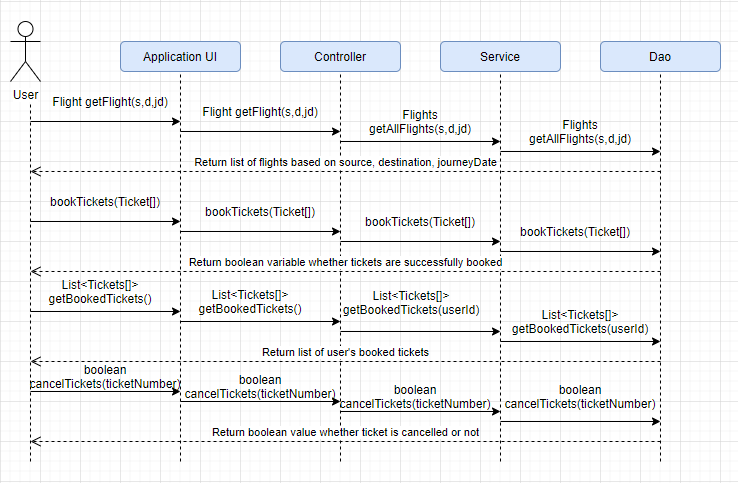 Application UI
Controller
Service
Dao
User
Flight getFlight(s,d,jd)
Flight getFlight(s,d,jd)
Flights
getAllFlights(s,d,jd)
Flights
getAllFlights(s,d,jd)
Return list of flights based on source, destination, journeyDate
bookTickets(Ticket[])
bookTickets(Ticket[])
bookTickets(Ticket[])
bookTickets(Ticket[])
Return boolean variable whether tickets are successfully booked
List<Tickets[]>
getBookedTickets()
List<Tickets[]>
getBookedTickets()
List<Tickets[]>
getBookedTickets(userId)
List<Tickets[]>
getBookedTickets(userId)
Return list of user's booked tickets
boolean
cancelTickets(ticketNumber)
boolean
cancelTickets(ticketNumber)
boolean
cancelTickets(ticketNumber)
boolean
cancelTickets(ticketNumber)
Return boolean value whether ticket is cancelled or not